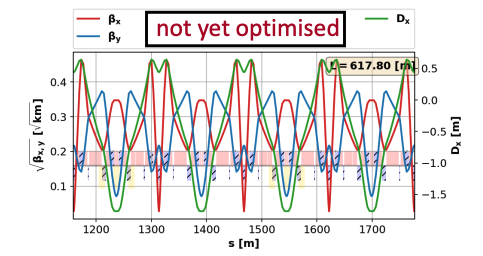 βx
βy
not yet optimised
Dx
L = 617.80 [m]
√βx,y [√km]
0.4
0.3
0.2
0.1
0.5
0.0
−0.5
−1.0
−1.5
Dx [m]
1200
1300
1400
1500
1600
1700
s [m]